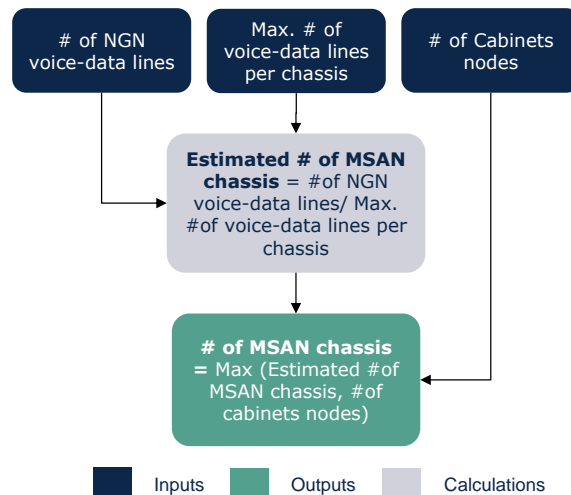 # of NGN
voice-data lines
Max. # of
voice-data lines
per chassis
# of Cabinets
nodes
Estimated # of MSAN
chassis = #of NGN
voice-data lines/ Max.
#of voice-data lines per
chassis
# of MSAN chassis
= Max (Estimated #of
MSAN chassis, #of
cabinets nodes)
Inputs
Outputs
Calculations